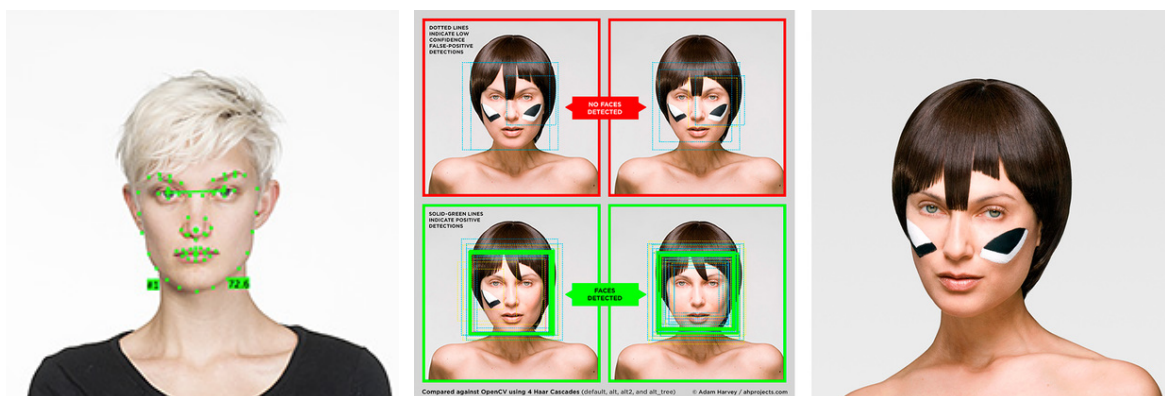 #1
72.6
DOTTED LINES
INDICATE LOW
CONFIDENCE
FALSE-POSITIVE
DETECTIONS
NO FACES
DETECTED
SOLID-GREEN LINES
INDICATE POSITIVE
DETECTIONS
FACES
DETECTED
Compared against OpenCV using 4 Haar Cascades (default, alt, alt2, and alt_tree)
© Adam Harvey / ahprojects.com